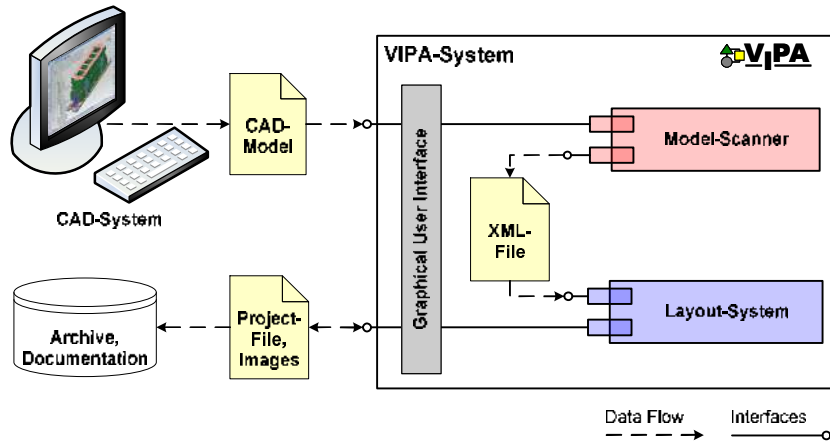 VIPA-System
VIPA
CAD-
Model
Model-Scanner
CAD-System
Graphical User Interface
XML-
File
Archive,
Documentation
Project-
File,
Images
Layout-System
Data Flow
Interfaces